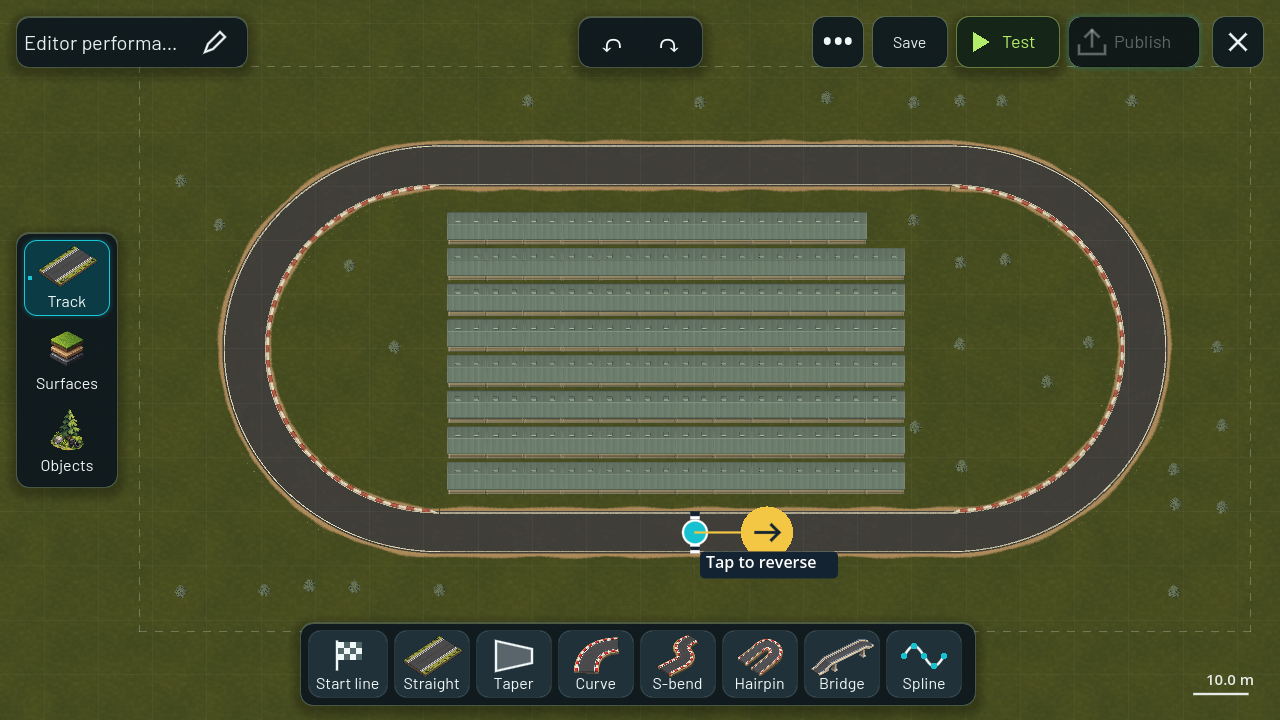 Editor performa...
Save
Test
Publish
Track
Surfaces
Objects
Tap to reverse
Start line
Straight
Taper
Curve
S-bend
Hairpin
Bridge
Spline
10.0 m